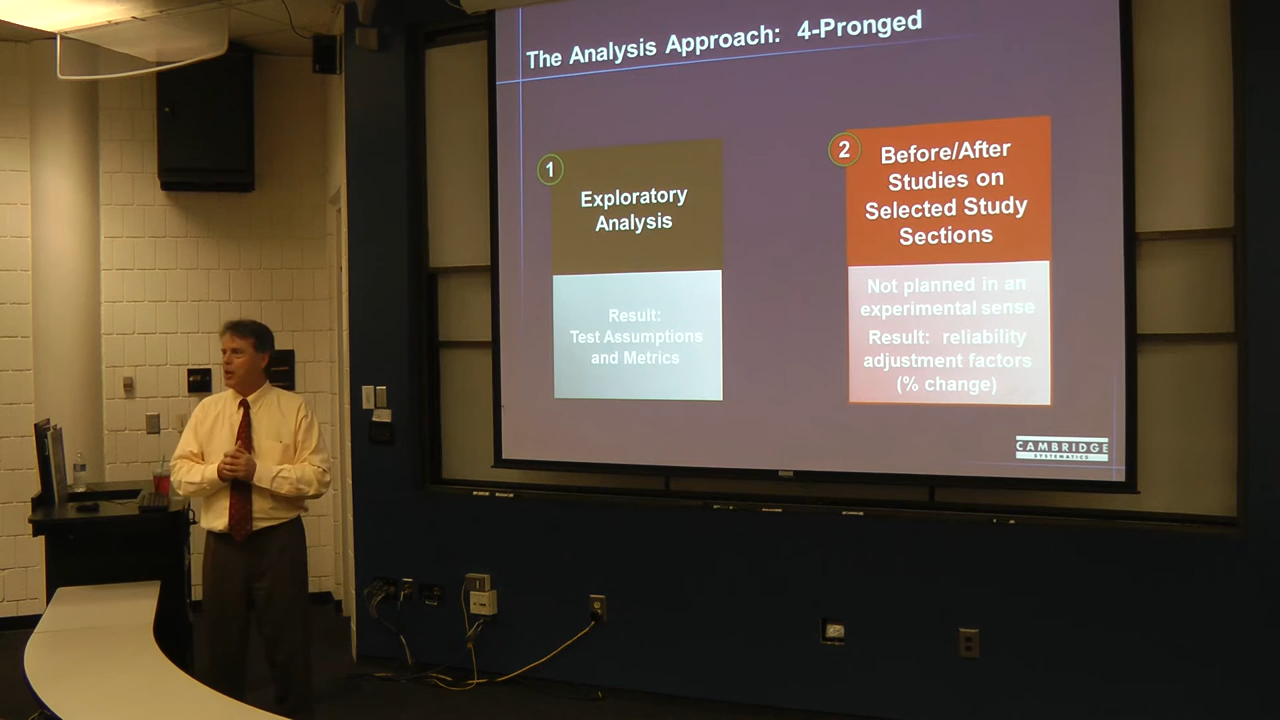 The Analysis Approach: 4-Pronged
1
Exploratory
Analysis
Result:
Test Assumptions
and Metrics
2
Before/After
Studies on
Selected Study
Sections
Not planned in an
experimental sense
Result: reliability
adjustment factors
(% change)
CAMBRIDGE
SYSTEMATICS